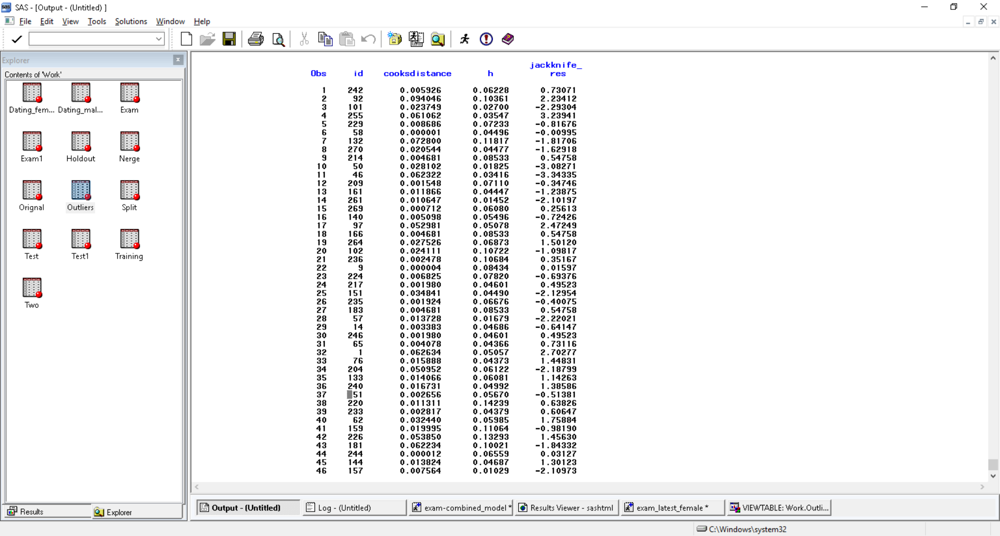 SAS - [Output - (Untitled) ]
File Edit View Tools Solutions Window Help
Explorer
Contents of 'Work'
Dating_fem... Dating_mal... Exam
Exam1 Holdout Nerge
Orignal Outliers Split
Test Test1 Training
Two
Results Explorer
jackknife_
Obs id cooksdistance h res
1 242 0.005926 0.06228 0.73071
2 92 0.094046 0.10361 2.23412
3 101 0.023749 0.02700 -2.29304
4 255 0.061062 0.03547 3.23941
5 229 0.008686 0.07233 -0.81676
6 58 0.000001 0.04496 -0.00995
7 132 0.072800 0.11817 -1.81706
8 270 0.020544 0.04477 -1.62918
9 214 0.004681 0.08533 0.54758
10 50 0.028102 0.01825 -3.08271
11 46 0.062322 0.03416 -3.34335
12 209 0.001548 0.07110 -0.34746
13 161 0.011866 0.04447 -1.23875
14 261 0.010647 0.01452 -2.10197
15 269 0.000712 0.06080 0.25613
16 140 0.005098 0.05496 -0.72426
17 97 0.052981 0.05078 2.47249
18 166 0.004681 0.08533 0.54758
19 264 0.027526 0.06873 1.50120
20 102 0.024111 0.10722 -1.09817
21 236 0.002478 0.10684 0.35167
22 9 0.000004 0.08434 0.01597
23 224 0.006825 0.07820 -0.69376
24 217 0.001980 0.04601 0.49523
25 151 0.034841 0.04490 -2.12954
26 235 0.001924 0.06676 -0.40075
27 183 0.004681 0.08533 0.54758
28 57 0.013728 0.01679 -2.22021
29 14 0.003383 0.04686 -0.64147
30 246 0.001980 0.04601 0.49523
31 65 0.004078 0.04366 0.73116
32 1 0.062634 0.05057 2.70277
33 76 0.015888 0.04373 1.44831
34 204 0.050952 0.06122 -2.18799
35 133 0.014066 0.06081 1.14263
36 240 0.016731 0.04992 1.38586
37 51 0.002656 0.05670 -0.51381
38 220 0.011311 0.14239 0.63826
39 233 0.002817 0.04379 0.60647
40 62 0.032440 0.05985 1.75884
41 159 0.019995 0.11064 -0.98190
42 226 0.053850 0.13293 1.45630
43 181 0.062234 0.10021 -1.84332
44 244 0.000012 0.06559 0.03127
45 144 0.013824 0.04687 1.30123
46 157 0.007564 0.01029 -2.10973
Output - (Untitled) Log - (Untitled) exam-combined_model * Results Viewer - sashtml exam_latest_female * VIEWTABLE: Work.Outli...
C:\Windows\system32